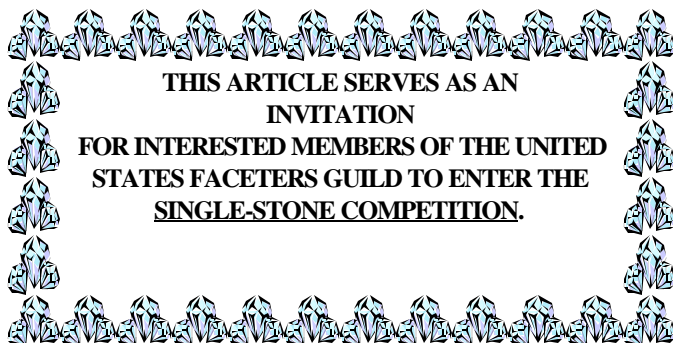 THIS ARTICLE SERVES AS AN
INVITATION
FOR INTERESTED MEMBERS OF THE UNITED
STATES FACETERS GUILD TO ENTER THE
SINGLE-STONE COMPETITION.